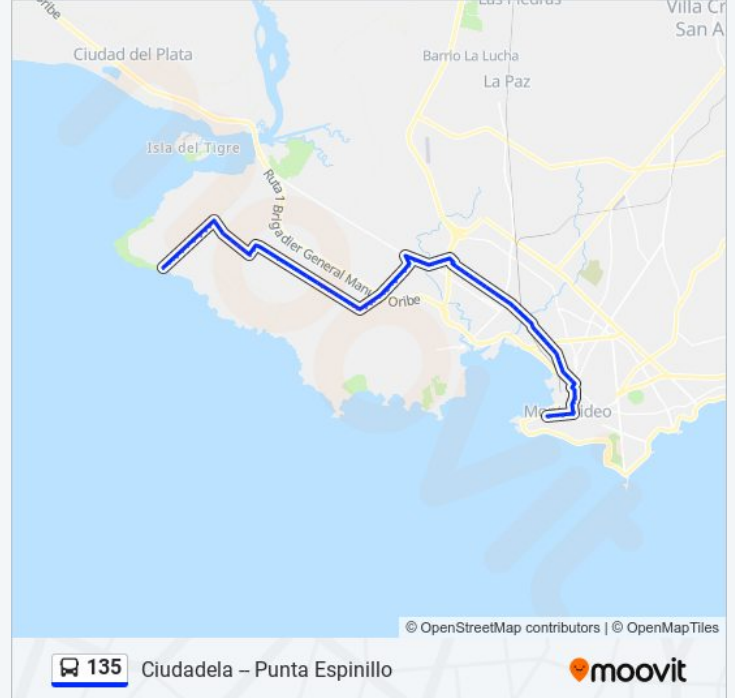 Oribe
Las Piedras
Villa Cr
San A
Ciudad del Plata
Barrio La Lucha
La Paz
Isla del Tigre
Ruta 1 Brigadier General Manu Oribe
Montevideo
© OpenStreetMap contributors | © OpenMapTiles
135 Ciudadela – Punta Espinillo
moovit